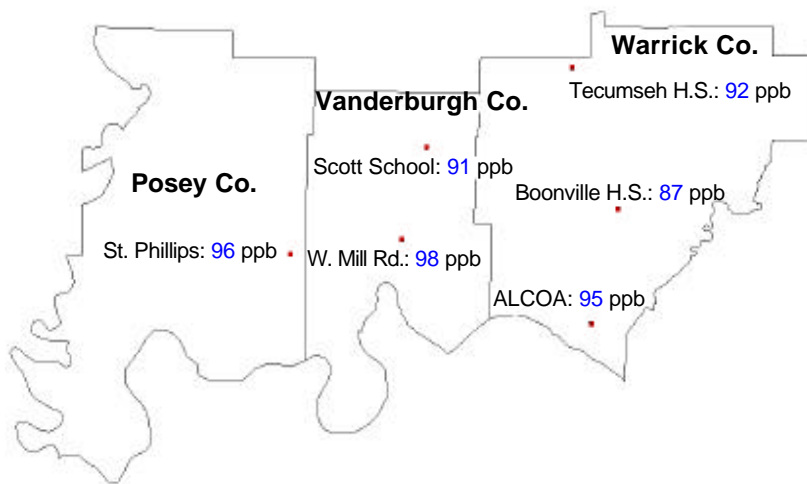 Warrick Co.
Tecumseh H.S.: 92 ppb
Vanderburgh Co.
Scott School: 91 ppb
Posey Co.
Boonville H.S.: 87 ppb
St. Phillips: 96 ppb
W. Mill Rd.: 98 ppb
ALCOA: 95 ppb